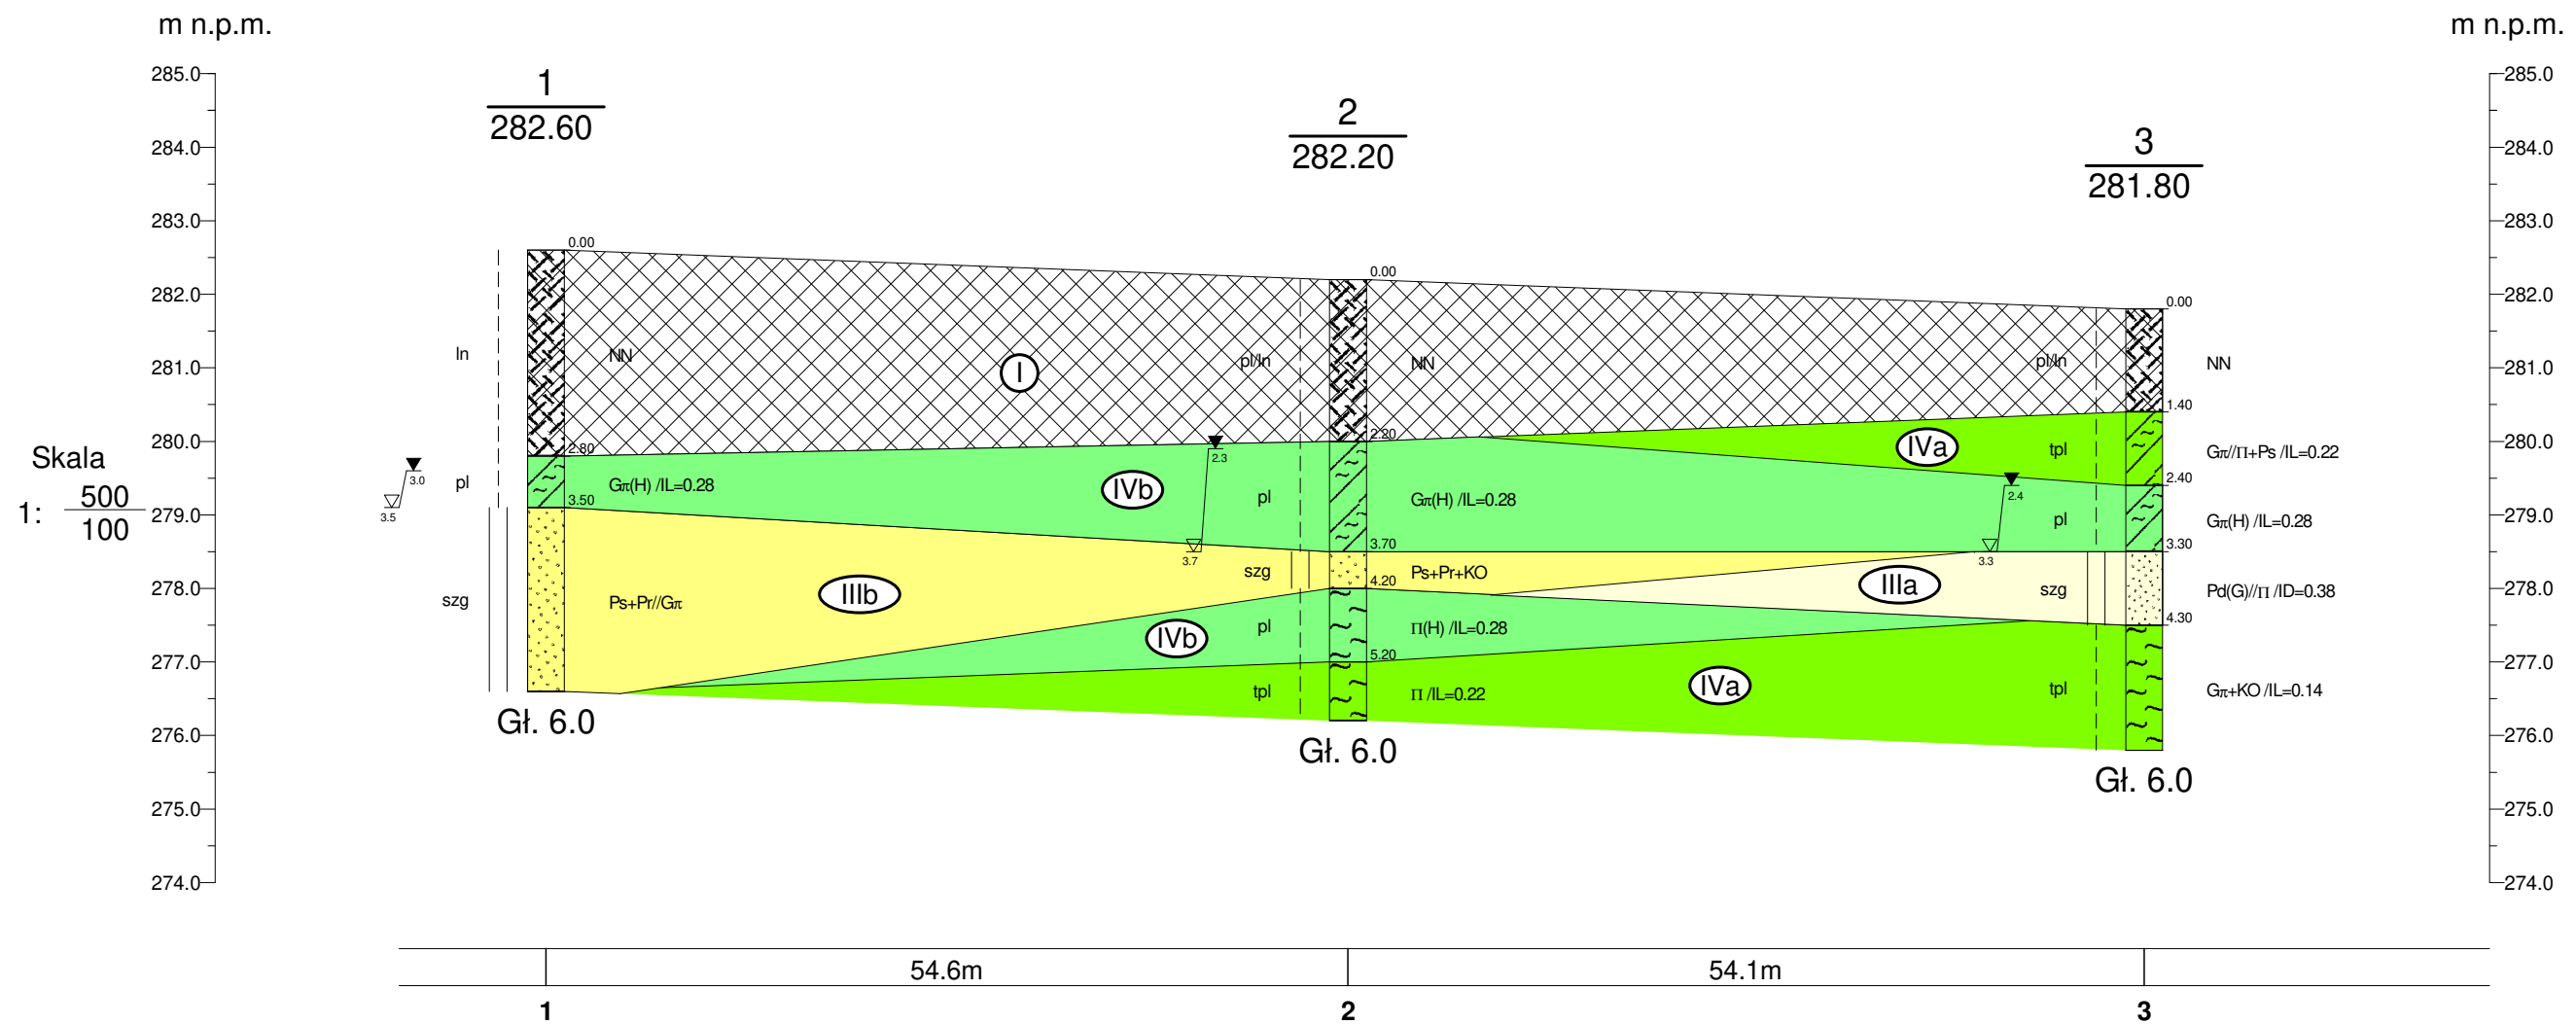 m n.p.m.
m n.p.m.
285.0
284.0
283.0
282.0
281.0
280.0
279.0
278.0
277.0
276.0
275.0
274.0
285.0
284.0
283.0
282.0
281.0
280.0
279.0
278.0
277.0
276.0
275.0
274.0
Skala
1: 500
100
1
282.60
2
282.20
3
281.80
0.00
ln
NN
2.80
pl
Gπ(H) /IL=0.28
3.50
szg
Ps+Pr//Gπ
3.0
3.5
Gł. 6.0
I
IVb
IIIb
IVb
0.00
pl/ln
NN
2.20
2.3
pl
Gπ(H) /IL=0.28
3.7
3.70
szg
Ps+Pr+KO
4.20
pl
Π(H) /IL=0.28
5.20
tpl
Π /IL=0.22
Gł. 6.0
IVa
IIIa
IVa
0.00
pl/ln
NN
1.40
tpl
Gπ//Π+Ps /IL=0.22
2.40
2.4
pl
Gπ(H) /IL=0.28
3.3
3.30
szg
Pd(G)//Π /ID=0.38
4.30
tpl
Gπ+KO /IL=0.14
Gł. 6.0
54.6m
54.1m
1
2
3